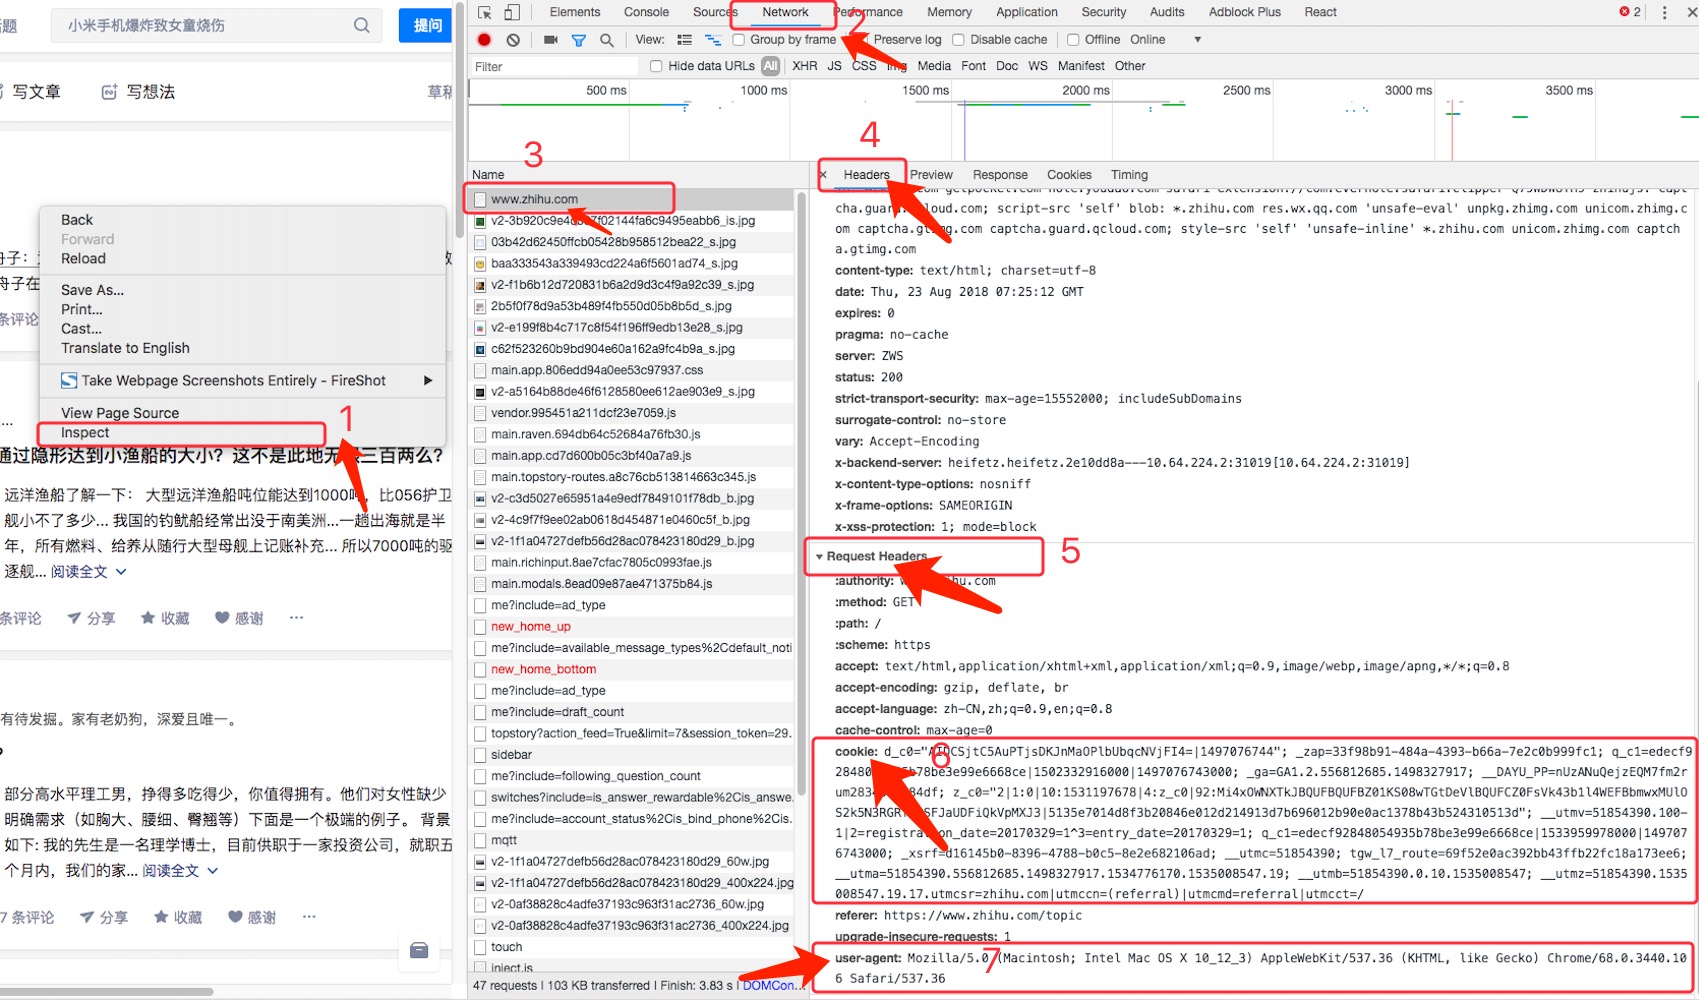 话题
小米手机爆炸致女童烧伤
提问
写文章
写想法
草稿
Back
Forward
Reload
Save As...
Print...
Cast...
Translate to English
Take Webpage Screenshots Entirely - FireShot
View Page Source
Inspect
1
通过隐形达到小渔船的大小？这不是此地无银三百两么？
远洋渔船了解一下： 大型远洋渔船吨位能达到1000吨，比056护卫
舰小不了多少... 我国的钓鱿船经常出没于南美洲...一趟出海就是半
年，所有燃料、给养从随行大型母舰上记账补充... 所以7000吨的驱
逐舰... 阅读全文
条评论 分享 收藏 感谢 ···
有待发掘。家有老奶狗，深爱且唯一。
?
部分高水平理工男，挣得多吃得少，你值得拥有。他们对女性缺少
明确需求（如胸大、腰细、臀翘等）下面是一个极端的例子。 背景
如下: 我的先生是一名理学博士，目前供职于一家投资公司，就职五
个月内，我们的家... 阅读全文
7 条评论 分享 收藏 感谢 ···
Elements Console Sources Network Performance Memory Application Security Audits Adblock Plus React 2
2
View: Group by frame Preserve log Disable cache Offline Online
Filter Hide data URLs All XHR JS CSS Img Media Font Doc WS Manifest Other
500 ms 1000 ms 1500 ms 2000 ms 2500 ms 3000 ms 3500 ms
3
4
Name
www.zhihu.com
v2-3b920c9e4 7f02144fa6c9495eabb6_is.jpg
03b42d62450ffcb05428b958512bea22_s.jpg
baa333543a339493cd224a6f5601ad74_s.jpg
v2-f1b6b12d720831b6a2d9d3c4f9a92c39_s.jpg
2b5f0f78d9a53b489f4fb550d05b8b5d_s.jpg
v2-e199f8b4c717c8f54f196ff9edb13e28_s.jpg
c62f523260b9bd904e60a162a9fc4b9a_s.jpg
main.app.806edd94a0ee53c97937.css
v2-a5164b88de46f6128580ee612ae903e9_s.jpg
vendor.995451a211dcf23e7059.js
main.raven.694db64c52684a76fb30.js
main.app.cd7d600b05c3bf40a7a9.js
main.topstory-routes.a8c76cb513814663c345.js
v2-c3d5027e65951a4e9edf7849101f78db_b.jpg
v2-4c9f7f9ee02ab0618d454871e0460c5f_b.jpg
v2-1f1a04727defb56d28ac078423180d29_b.jpg
main.richinput.8ae7cfac7805c0993fae.js
main.modals.8ead09e87ae471375b84.js
me?include=ad_type
new_home_up
me?include=available_message_types%2Cdefault_noti
new_home_bottom
me?include=ad_type
me?include=draft_count
topstory?action_feed=True&limit=7&session_token=29.
sidebar
me?include=following_question_count
switches?include=is_answer_rewardable%2Cis_answe.
me?include=account_status%2Cis_bind_phone%2Cis.
mqtt
v2-1f1a04727defb56d28ac078423180d29_60w.jpg
v2-1f1a04727defb56d28ac078423180d29_400x224.jpg
v2-0af38828c4adfe37193c963f31ac2736_60w.jpg
v2-0af38828c4adfe37193c963f31ac2736_400x224.jpg
touch
inject.js
47 requests | 103 KB transferred | Finish: 3.83 s | DOMCon...
× Headers Preview Response Cookies Timing
cha.guard.qcloud.com; script-src 'self' blob: *.zhihu.com res.wx.qq.com 'unsafe-eval' unpkg.zhimg.com unicom.zhimg.c
om captcha.gtimg.com captcha.guard.qcloud.com; style-src 'self' 'unsafe-inline' *.zhihu.com unicom.zhimg.com captch
a.gtimg.com
content-type: text/html; charset=utf-8
date: Thu, 23 Aug 2018 07:25:12 GMT
expires: 0
pragma: no-cache
server: ZWS
status: 200
strict-transport-security: max-age=15552000; includeSubDomains
surrogate-control: no-store
vary: Accept-Encoding
x-backend-server: heifetz.heifetz.2e10dd8a---10.64.224.2:31019[10.64.224.2:31019]
x-content-type-options: nosniff
x-frame-options: SAMEORIGIN
x-xss-protection: 1; mode=block
Request Headers
5
:authority: www.zhihu.com
:method: GET
:path: /
:scheme: https
accept: text/html,application/xhtml+xml,application/xml;q=0.9,image/webp,image/apng,*/*;q=0.8
accept-encoding: gzip, deflate, br
accept-language: zh-CN,zh;q=0.9,en;q=0.8
cache-control: max-age=0
6
cookie: d_c0="AIDCSjtC5AuPTjsDKJnMaOPlbUbqcNVjFI4=|1497076744"; _zap=33f98b91-484a-4393-b66a-7e2c0b999fc1; q_c1=edecf9
28480 b78be3e99e6668ce|1502332916000|1497076743000; _ga=GA1.2.556812685.1498327917; __DAYU_PP=nUzANuQejzEQM7fm2r
um2834 84df; z_c0="2|1:0|10:1531197678|4:z_c0|92:Mi4xOWNXTkJBQUFBQUFBZ01KS08wTGtDeVlBQUFCZ0FsVk43b1l4WEFBbmwxMUlO
S2k5N3RGR SFJaUDFiQkVpMXJ3|5135e7014d8f3b20846e012d214913d7b696012b90e0ac1378b43b524310513d"; __utmv=51854390.100-
1|2=registration_date=20170329=1^3=entry_date=20170329=1; q_c1=edecf92848054935b78be3e99e6668ce|1533959978000|149707
6743000; _xsrf=d16145b0-8396-4788-b0c5-8e2e682106ad; __utmc=51854390; tgw_l7_route=69f52e0ac392bb43ffb22fc18a173ee6;
__utma=51854390.556812685.1498327917.1534776170.1535008547.19; __utmb=51854390.0.10.1535008547; __utmz=51854390.1535
008547.19.17.utmcsr=zhihu.com|utmccn=(referral)|utmcmd=referral|utmcct=/
referer: https://www.zhihu.com/topic
upgrade-insecure-requests: 1
7
user-agent: Mozilla/5.0 (Macintosh; Intel Mac OS X 10_12_3) AppleWebKit/537.36 (KHTML, like Gecko) Chrome/68.0.3440.10
6 Safari/537.36